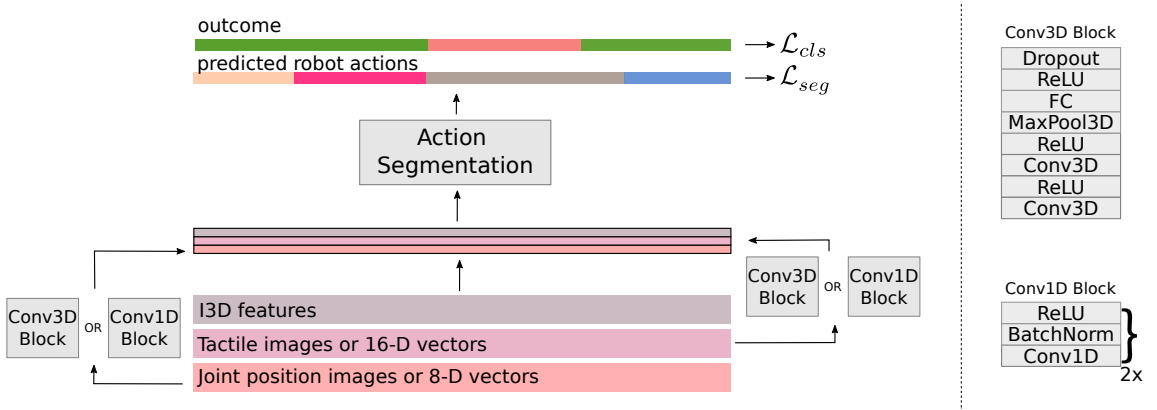 outcome
ℒcls
predicted robot actions
ℒseg
Action
Segmentation
Conv3D
Block
OR
Conv1D
Block
I3D features
Tactile images or 16-D vectors
Joint position images or 8-D vectors
Conv3D
Block
OR
Conv1D
Block
Conv3D Block
Dropout
ReLU
FC
MaxPool3D
ReLU
Conv3D
ReLU
Conv3D
Conv1D Block
ReLU
BatchNorm
Conv1D
2x